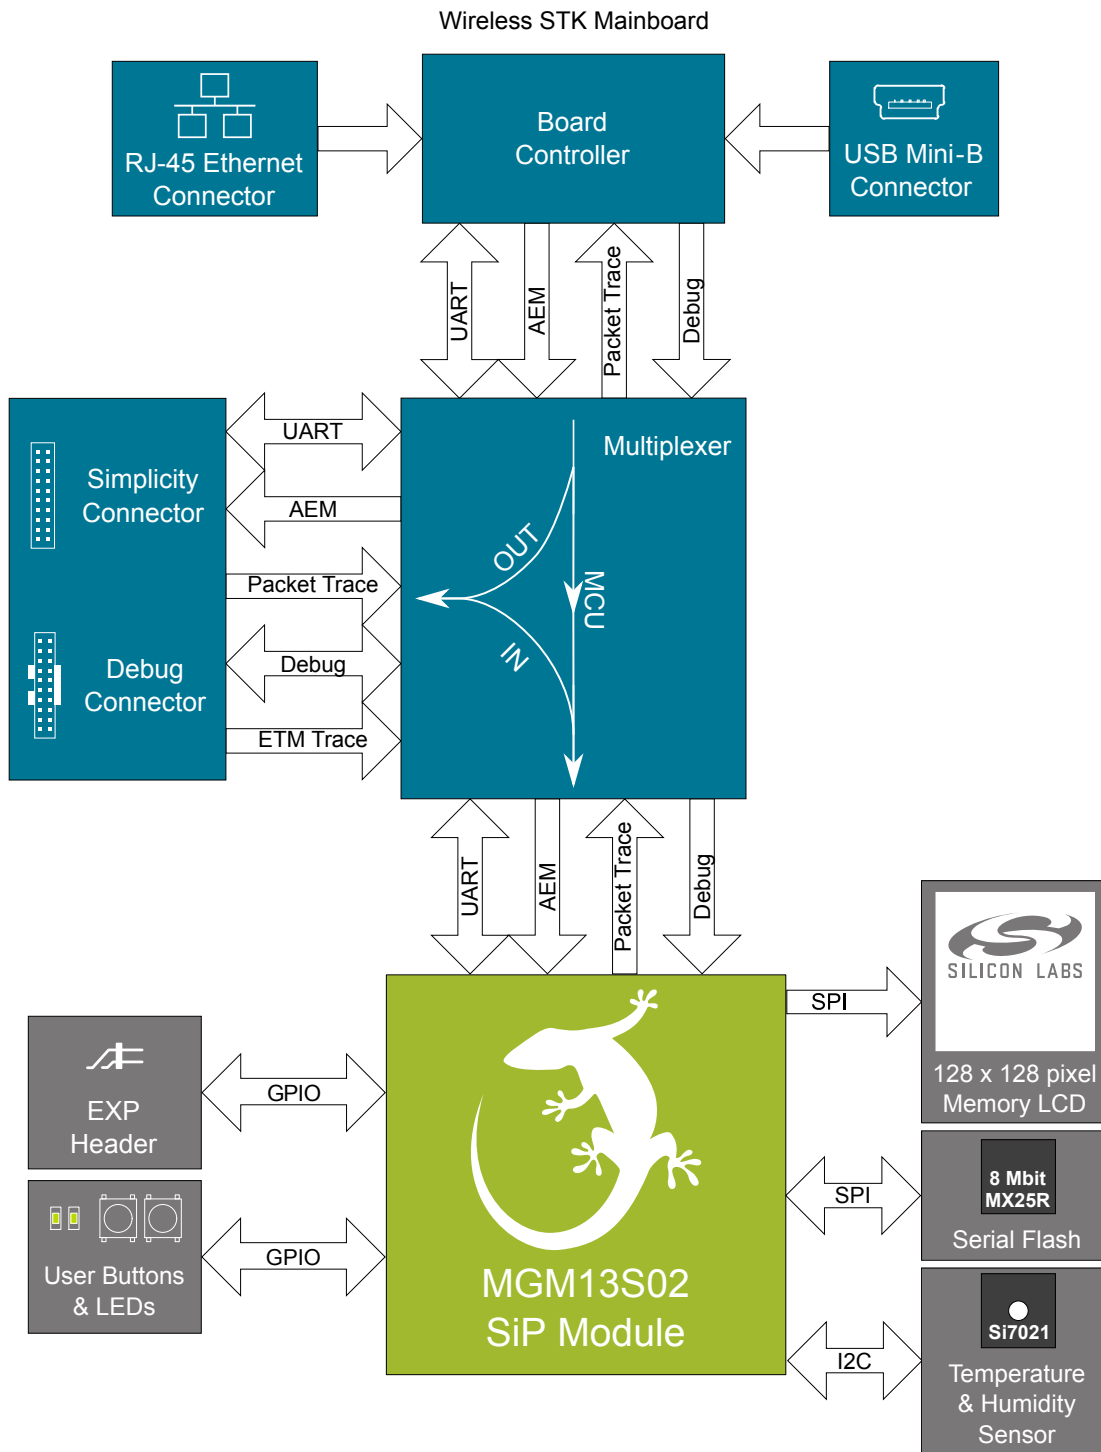 Wireless STK Mainboard
RJ-45 Ethernet
Connector
Board
Controller
USB Mini-B
Connector
UART
AEM
Packet Trace
Debug
Simplicity
Connector
Debug
Connector
UART
AEM
Packet Trace
Debug
ETM Trace
Multiplexer
OUT
MCU
IN
UART
AEM
Packet Trace
Debug
EXP
Header
GPIO
User Buttons
& LEDs
GPIO
MGM13S02
SiP Module
SPI
SILICON LABS
128 x 128 pixel
Memory LCD
SPI
8 Mbit
MX25R
Serial Flash
I2C
Si7021
Temperature
& Humidity
Sensor